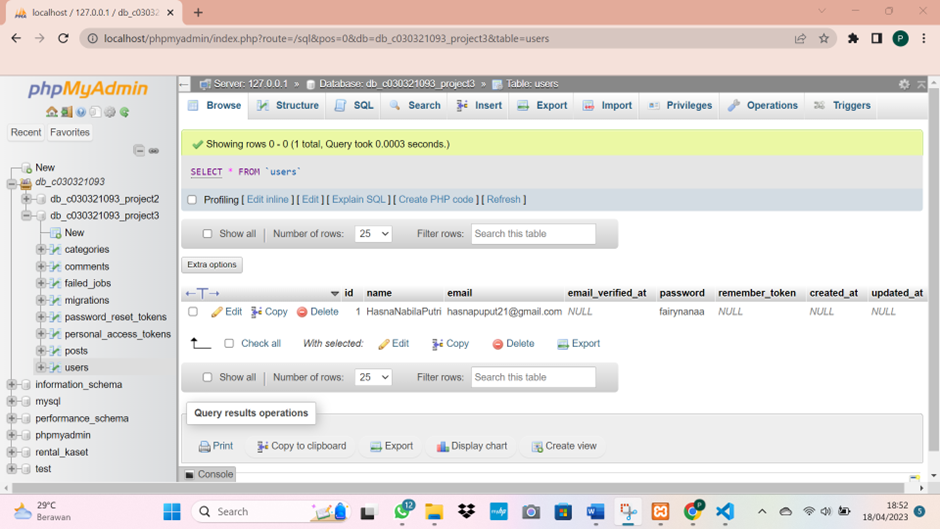 localhost / 127.0.0.1 / db_c0303
localhost/phpmyadmin/index.php?route=/sql&pos=0&db=db_c030321093_project3&table=users
P
phpMyAdmin
Recent Favorites
New
db_c030321093
db_c030321093_project2
db_c030321093_project3
New
categories
comments
failed_jobs
migrations
password_reset_tokens
personal_access_tokens
posts
users
information_schema
mysql
performance_schema
phpmyadmin
rental_kaset
test
Server: 127.0.0.1 » Database: db_c030321093_project3 » Table: users
Browse Structure SQL Search Insert Export Import Privileges Operations Triggers
Showing rows 0 - 0 (1 total, Query took 0.0003 seconds.)
SELECT * FROM `users`
Profiling [ Edit inline ] [ Edit ] [ Explain SQL ] [ Create PHP code ] [ Refresh ]
Show all Number of rows: 25 Filter rows: Search this table
Extra options
←T→ id name email email_verified_at password remember_token created_at updated_at
Edit Copy Delete 1 HasnaNabilaPutri hasnapuput21@gmail.com NULL fairynanaa NULL NULL NULL
Check all With selected: Edit Copy Delete Export
Show all Number of rows: 25 Filter rows: Search this table
Query results operations
Print Copy to clipboard Export Display chart Create view
Console
29°C
Berawan
Search
12
P
18:52
18/04/2023
5